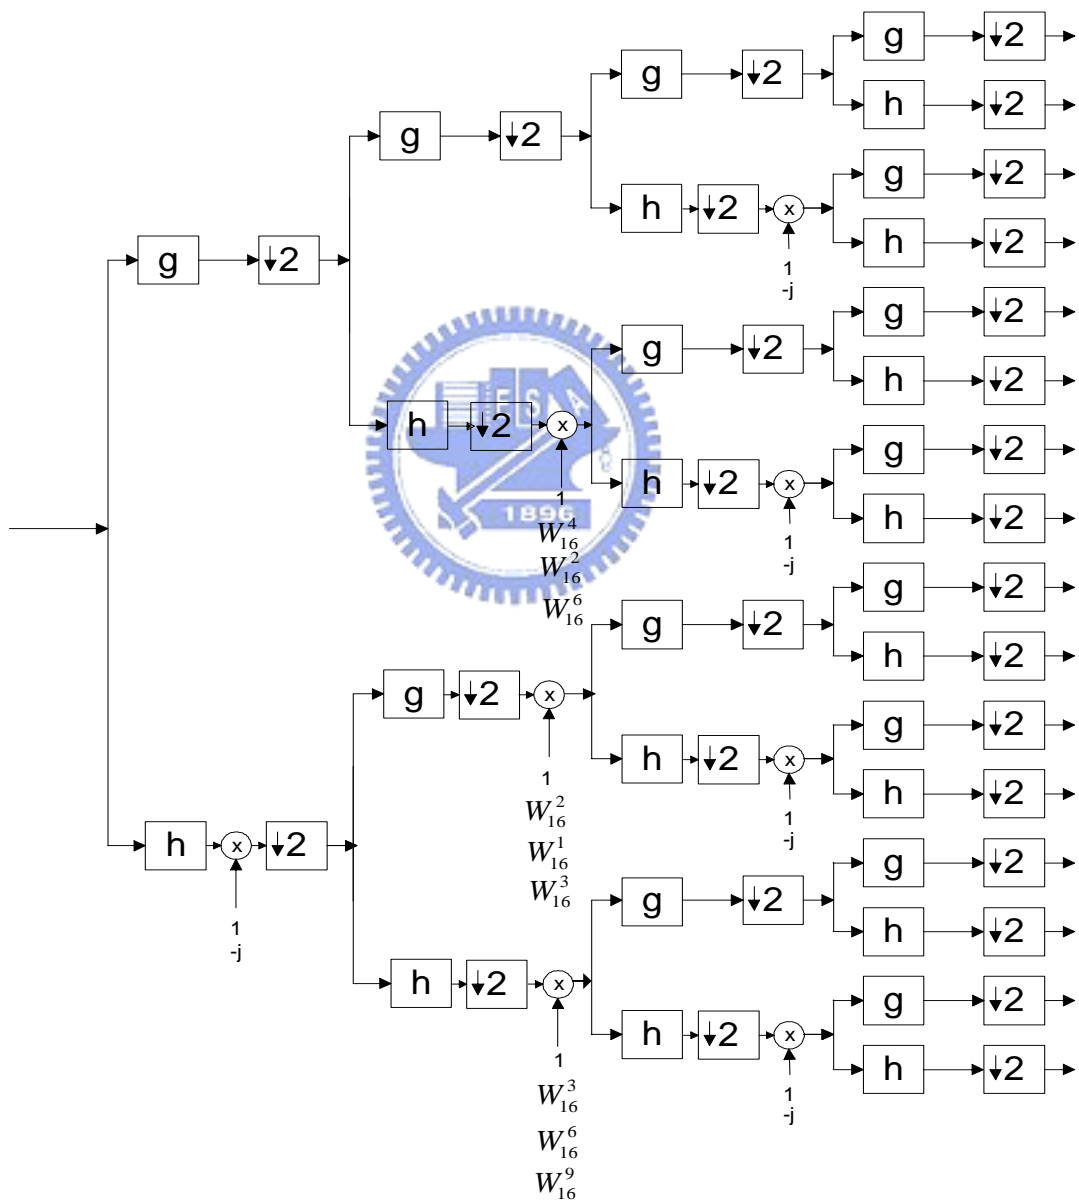 g ↓2
g ↓2
h ↓2
g ↓2
g ↓2
h ↓2 x
h ↓2
1
-j
g ↓2
g ↓2
g ↓2
h ↓2
h ↓2 x
g ↓2
h ↓2 x
h ↓2
1
-j
1
W_16^4
W_16^2
W_16^6
1896
g ↓2
g ↓2
h ↓2
g ↓2 x
g ↓2
h ↓2 x
h ↓2
1
-j
1
W_16^2
W_16^1
W_16^3
h x ↓2
1
-j
g ↓2
g ↓2
h ↓2
h ↓2 x
g ↓2
h ↓2 x
h ↓2
1
-j
1
W_16^3
W_16^6
W_16^9